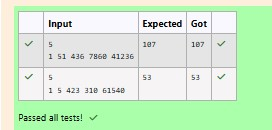 Input Expected Got
5 107 107
1 51 436 7860 41236
5 53 53
1 5 423 310 61540
Passed all tests!